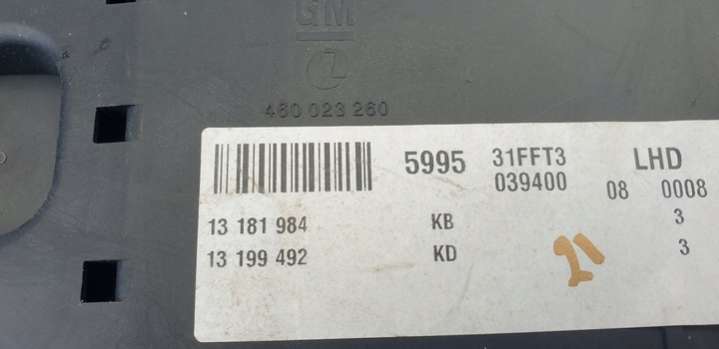 GM
460 023 260
5995 31FFT3 LHD
039400 08 0008
13 181 984 KB 3
13 199 492 KD 3